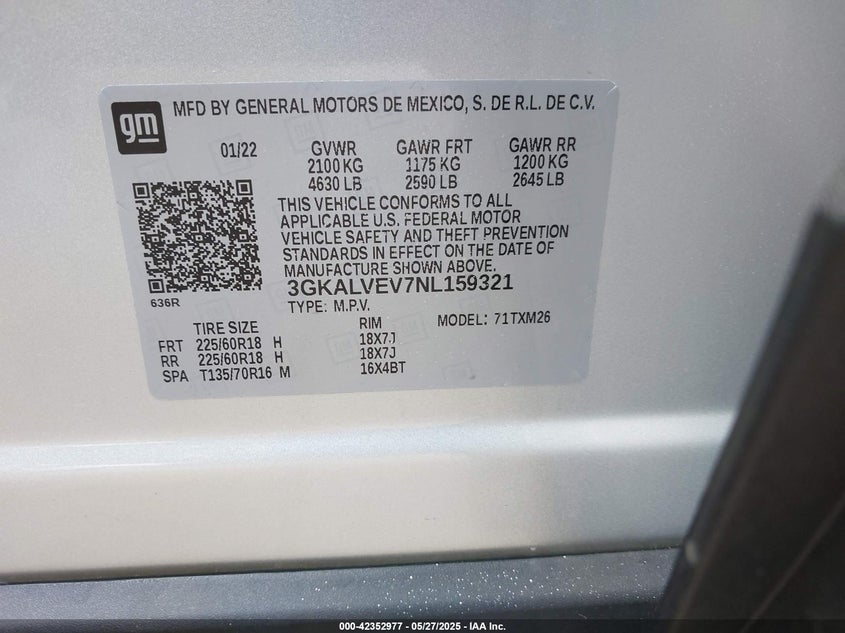 gm
MFD BY GENERAL MOTORS DE MEXICO, S. DE R.L. DE C.V.
01/22 GVWR GAWR FRT GAWR RR
2100 KG 1175 KG 1200 KG
4630 LB 2590 LB 2645 LB
THIS VEHICLE CONFORMS TO ALL
APPLICABLE U.S. FEDERAL MOTOR
VEHICLE SAFETY AND THEFT PREVENTION
STANDARDS IN EFFECT ON THE DATE OF
MANUFACTURE SHOWN ABOVE.
3GKALVEV7NL159321
636R
TYPE: M.P.V.
TIRE SIZE RIM MODEL: 71TXM26
FRT 225/60R18 H 18X7J
RR 225/60R18 H 18X7J
SPA T135/70R16 M 16X4BT
000-42352977 - 05/27/2025 - IAA Inc.